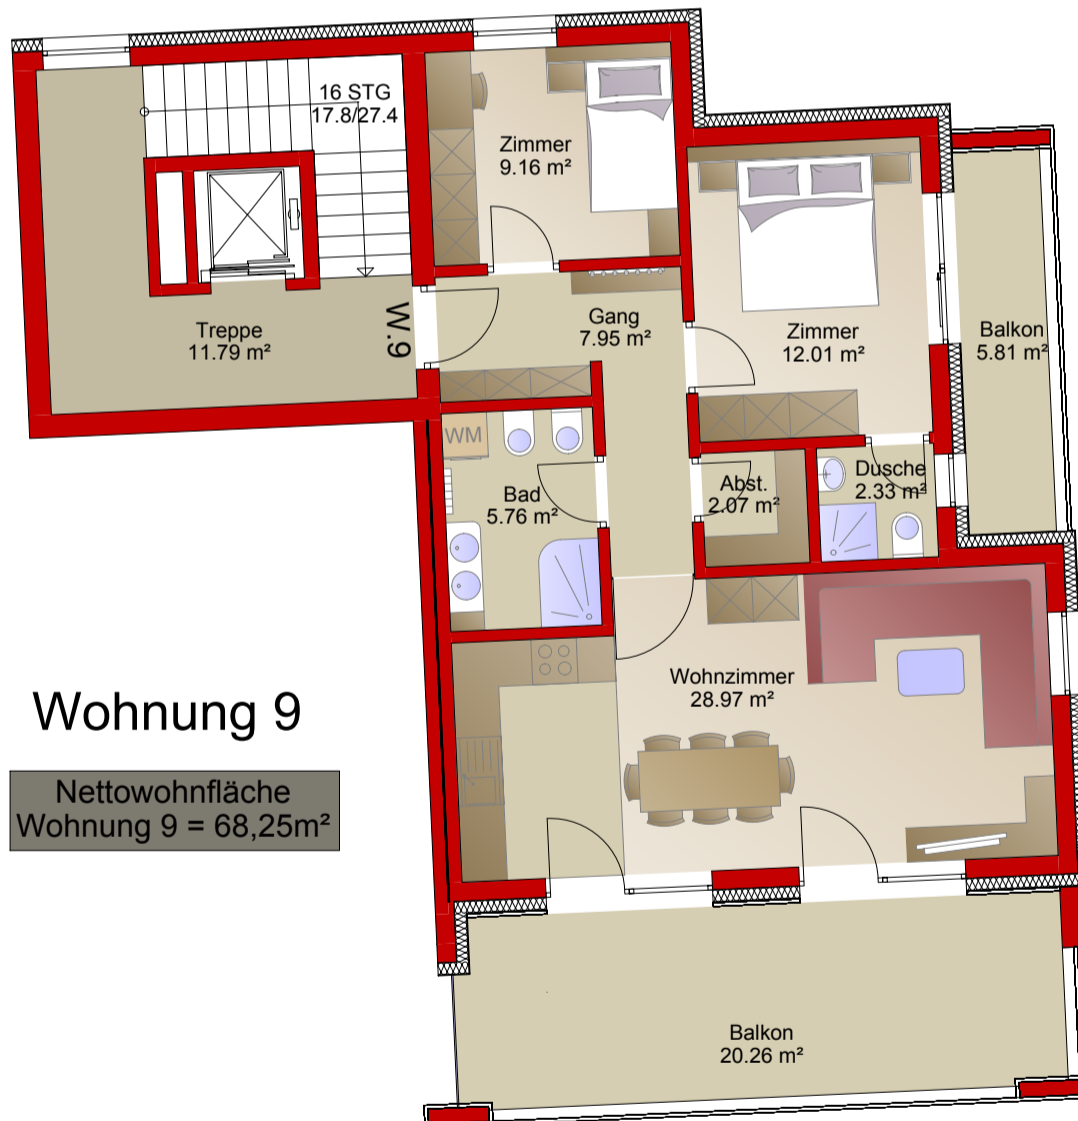 16 STG
17.8/27.4
Zimmer
9.16 m²
Treppe
11.79 m²
W.9
Gang
7.95 m²
Zimmer
12.01 m²
Balkon
5.81 m²
WM
Bad
5.76 m²
Abst.
2.07 m²
Dusche
2.33 m²
Wohnzimmer
28.97 m²
Wohnung 9
Nettowohnfläche
Wohnung 9 = 68,25m²
Balkon
20.26 m²